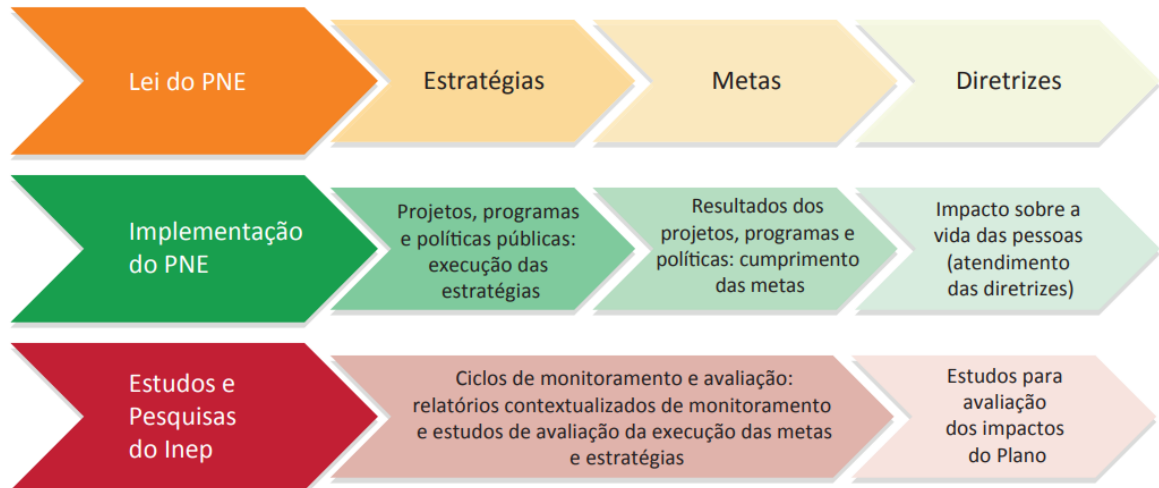 Lei do PNE
Estratégias
Metas
Diretrizes
Implementação
do PNE
Projetos, programas
e políticas públicas:
execução das
estratégias
Resultados dos
projetos, programas e
políticas: cumprimento
das metas
Impacto sobre a
vida das pessoas
(atendimento
das diretrizes)
Estudos e
Pesquisas
do Inep
Ciclos de monitoramento e avaliação:
relatórios contextualizados de monitoramento
e estudos de avaliação da execução das metas
e estratégias
Estudos para
avaliação
dos impactos
do Plano